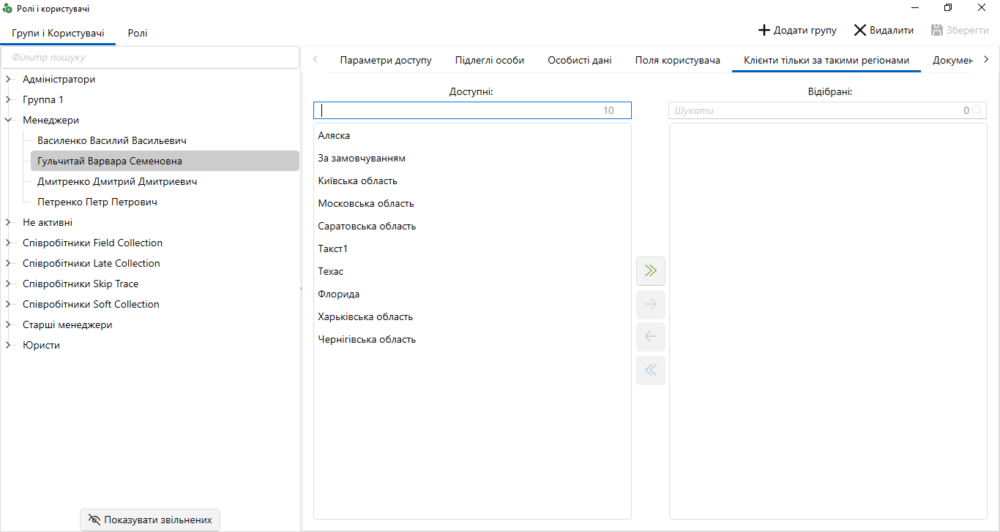 Ролі і користувачі
Групи і Користувачі Ролі
Додати групу Видалити Зберегти
Фільтр пошуку
Адміністратори
Группа 1
Менеджери
Василенко Василий Васильевич
Гульчитай Варвара Семеновна
Дмитренко Дмитрий Дмитриевич
Петренко Петр Петрович
Не активні
Співробітники Field Collection
Співробітники Late Collection
Співробітники Skip Trace
Співробітники Soft Collection
Старші менеджери
Юристи
Показувати звільнених
Параметри доступу Підлеглі особи Особисті дані Поля користувача Клієнти тільки за такими регіонами Докумен
Доступні:
10
Аляска
За замовчуванням
Київська область
Московська область
Саратовська область
Такст1
Техас
Флорида
Харьківська область
Чернігівська область
Відібрані:
Шукати 0